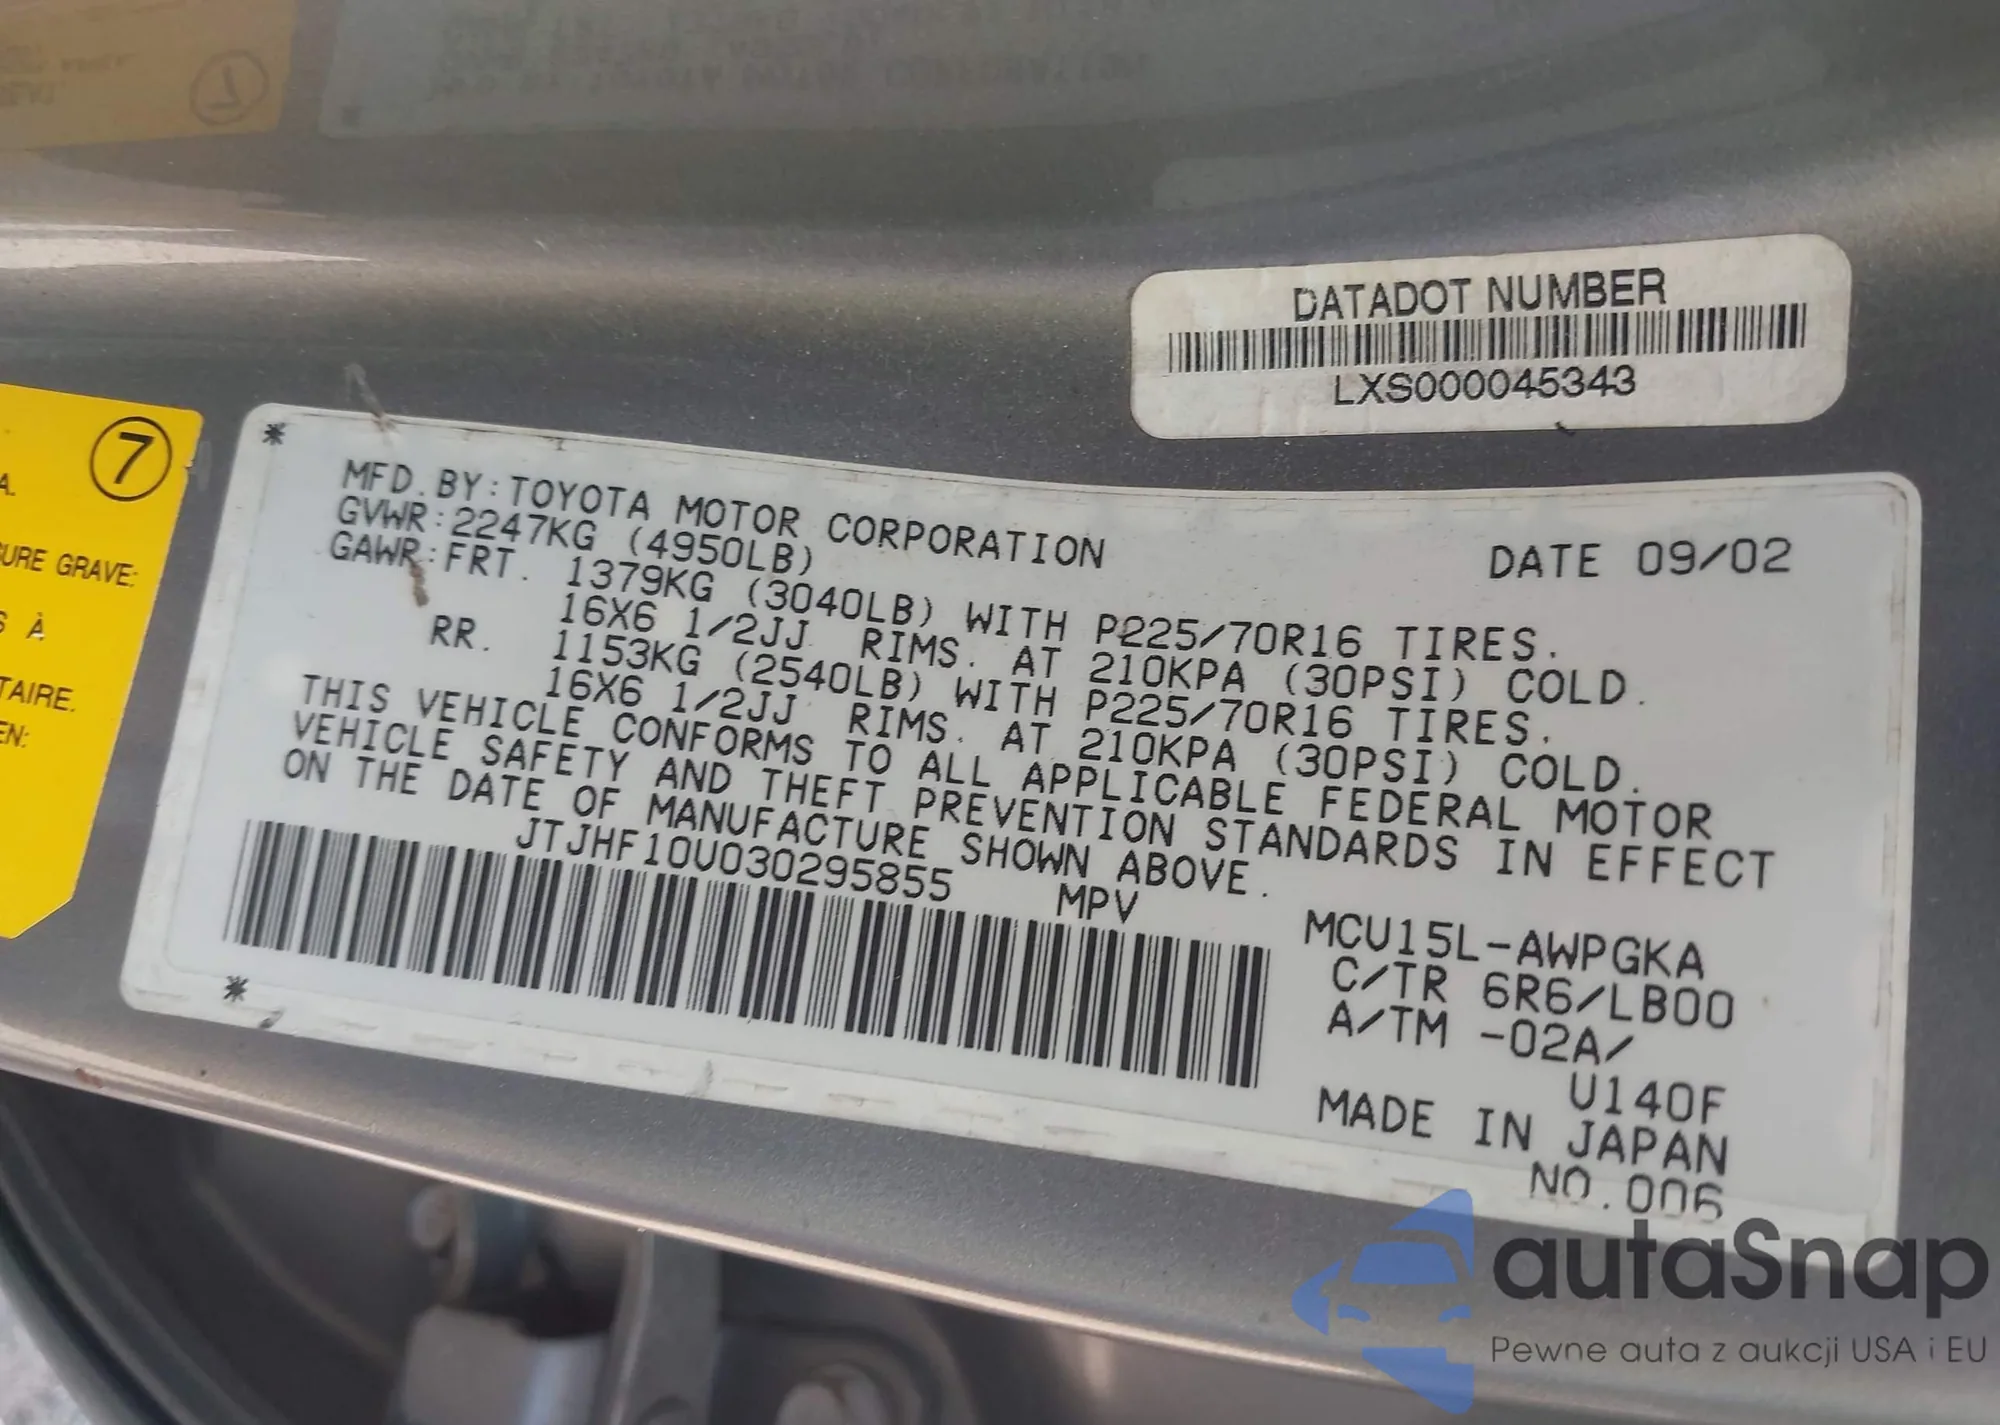 DATADOT NUMBER
LXS000045343
7
A.
URE GRAVE:
S À
TAIRE.
EN:
MFD.BY:TOYOTA MOTOR CORPORATION DATE 09/02
GVWR:2247KG (4950LB)
GAWR:FRT. 1379KG (3040LB) WITH P225/70R16 TIRES.
16X6 1/2JJ RIMS. AT 210KPA (30PSI) COLD.
RR. 1153KG (2540LB) WITH P225/70R16 TIRES.
16X6 1/2JJ RIMS. AT 210KPA (30PSI) COLD.
THIS VEHICLE CONFORMS TO ALL APPLICABLE FEDERAL MOTOR
VEHICLE SAFETY AND THEFT PREVENTION STANDARDS IN EFFECT
ON THE DATE OF MANUFACTURE SHOWN ABOVE.
JTJHF10U030295855 MPV
MCU15L-AWPGKA
C/TR 6R6/LB00
A/TM -02A/
U140F
MADE IN JAPAN
NO.006
autaSnap
Pewne auta z aukcji USA i EU